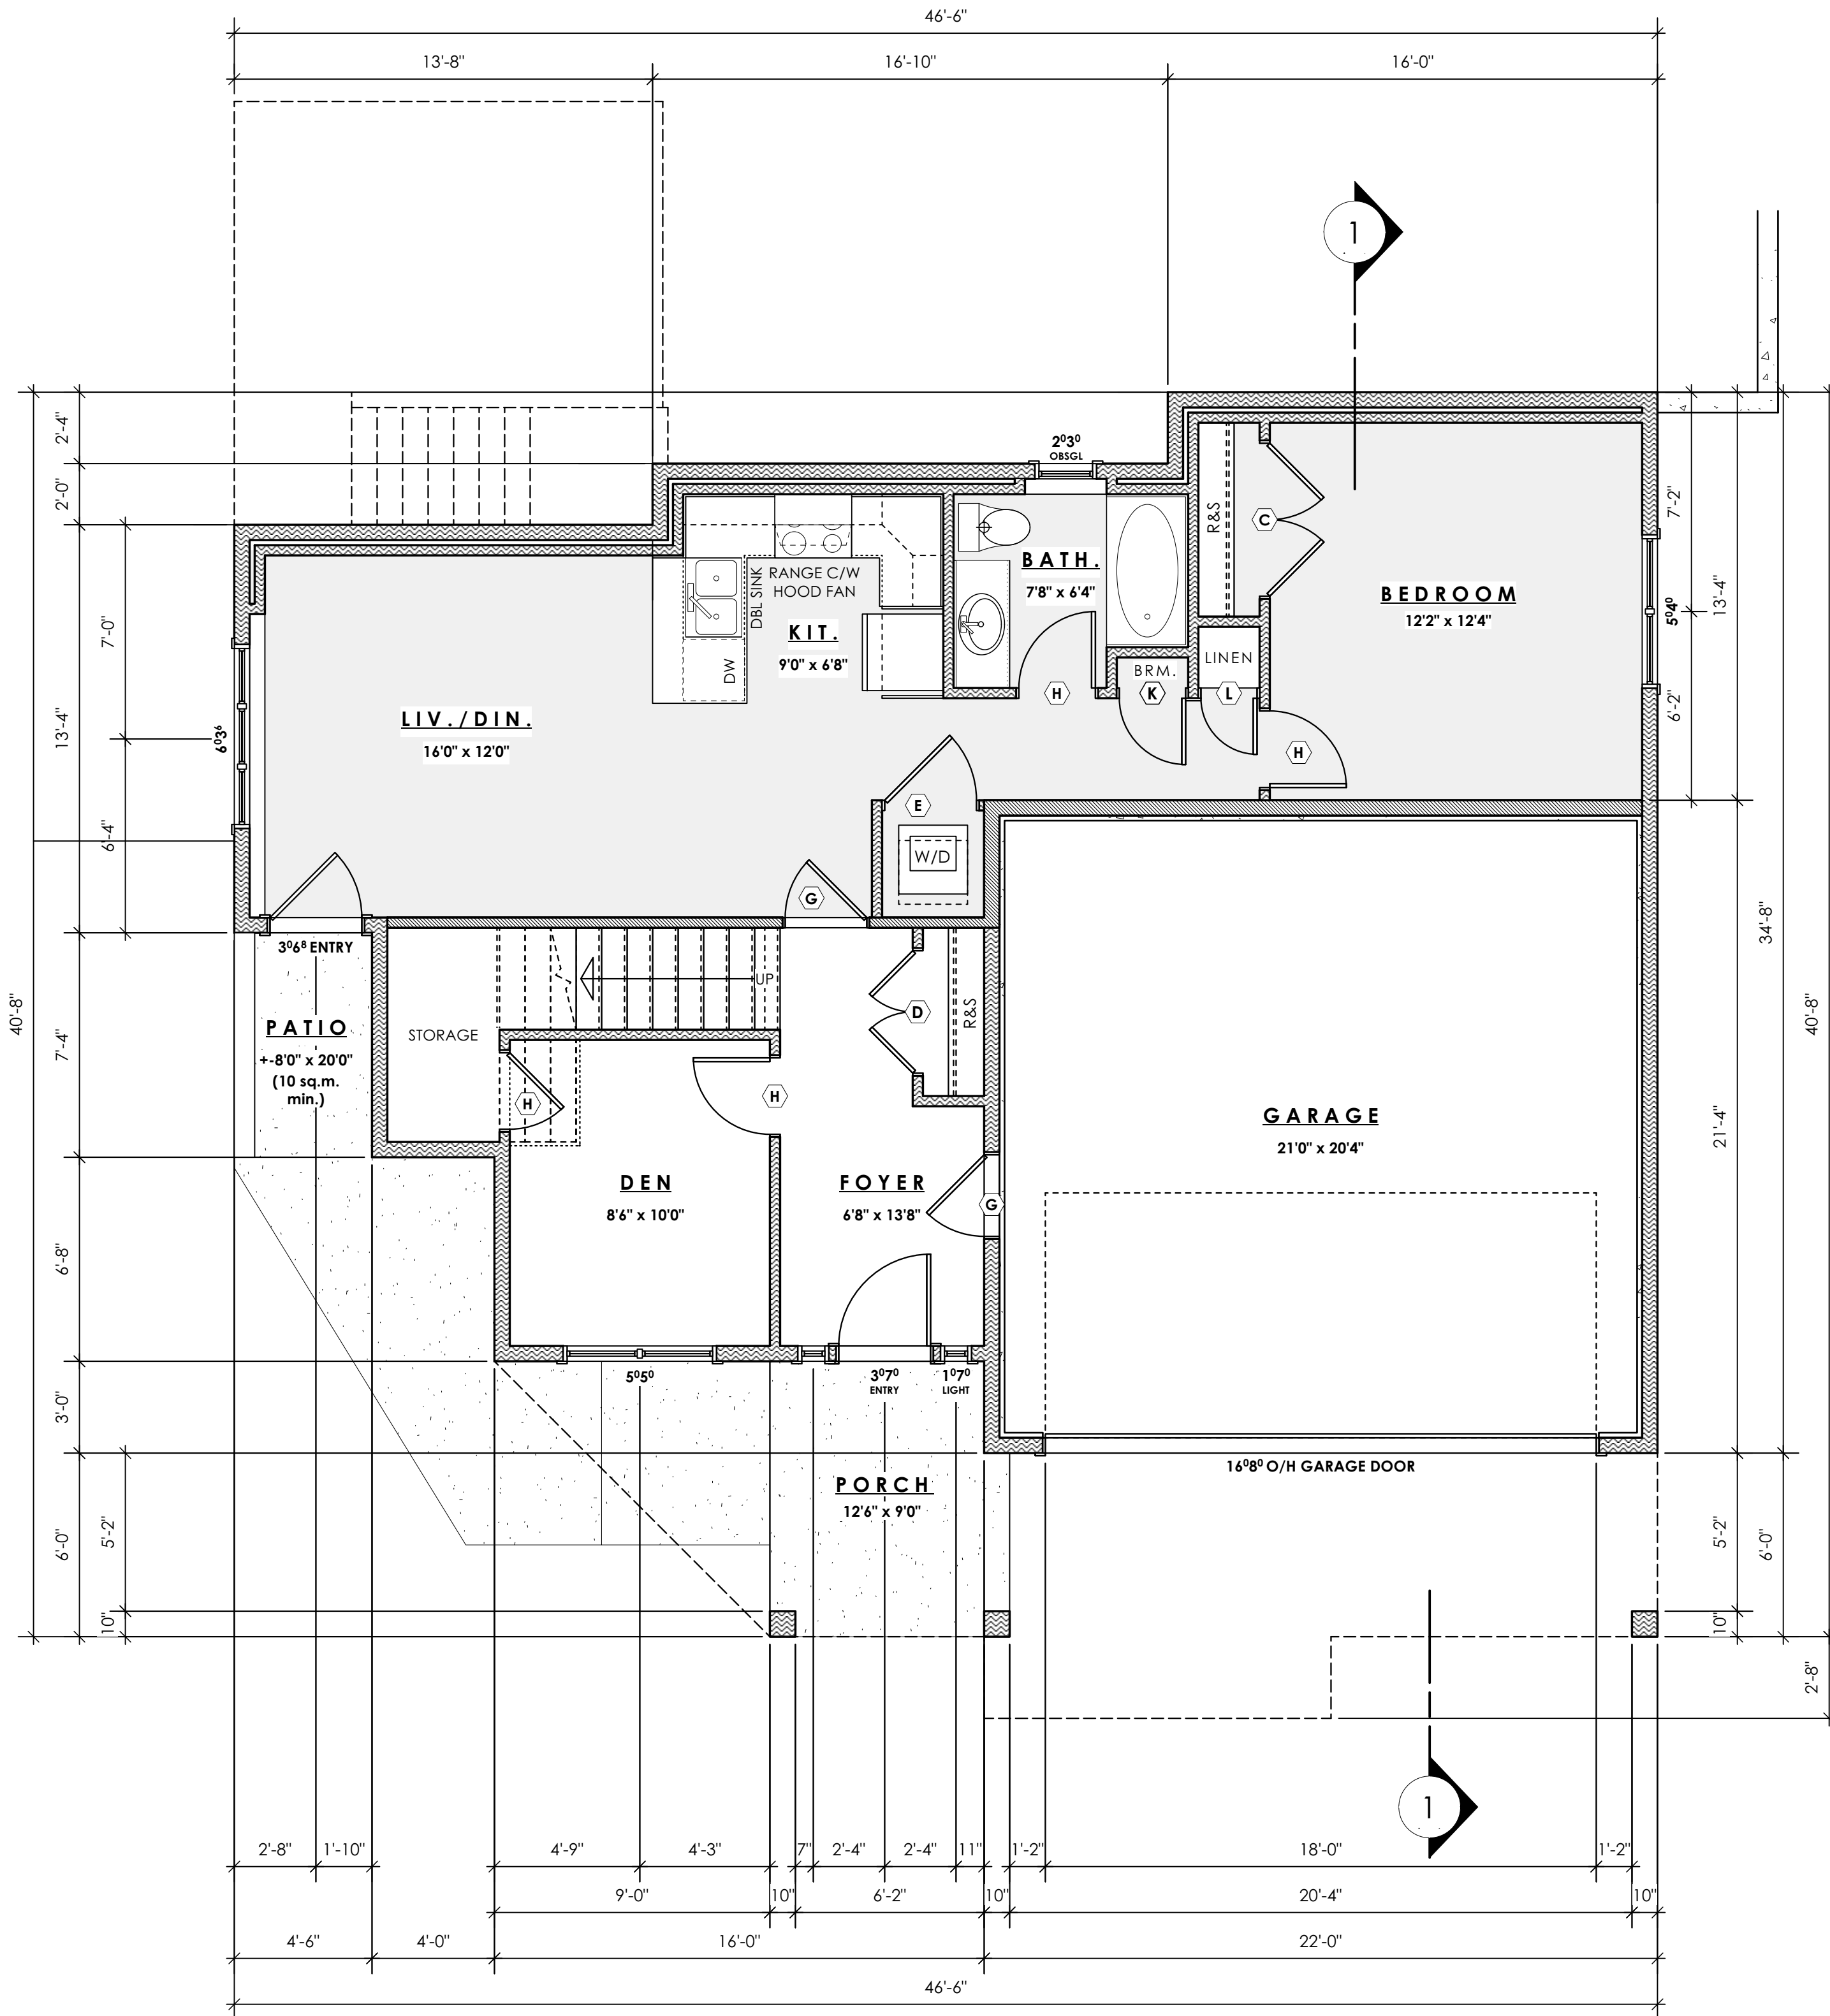 46'-6"
13'-8"
16'-10"
16'-0"
1
2'-4"
2'-0"
7'-0"
13'-4"
6'-4"
40'-8"
7'-4"
6'-8"
3'-0"
6'-0"
5'-2"
10"
2⁰3⁰
OBSGL
R&S
C
BATH.
7'8" x 6'4"
BEDROOM
12'2" x 12'4"
RANGE C/W
HOOD FAN
DBL SINK
KIT.
9'0" x 6'8"
DW
BRM.
LINEN
H
K
L
H
LIV./DIN.
16'0" x 12'0"
6⁰3⁶
5⁰4⁰
7'-2"
6'-2"
13'-4"
34'-8"
40'-8"
21'-4"
E
W/D
G
3⁰6⁸ ENTRY
UP
PATIO
+-8'0" x 20'0"
(10 sq.m.
min.)
STORAGE
D
R&S
H
H
GARAGE
21'0" x 20'4"
DEN
8'6" x 10'0"
FOYER
6'8" x 13'8"
G
5⁰5⁰
3⁰7⁰
ENTRY
1⁰7⁰
LIGHT
16⁰8⁰ O/H GARAGE DOOR
PORCH
12'6" x 9'0"
5'-2"
6'-0"
10"
2'-8"
1
2'-8"
1'-10"
4'-9"
4'-3"
7"
2'-4"
2'-4"
11"
1'-2"
18'-0"
1'-2"
9'-0"
10"
6'-2"
10"
20'-4"
10"
4'-6"
4'-0"
16'-0"
22'-0"
46'-6"